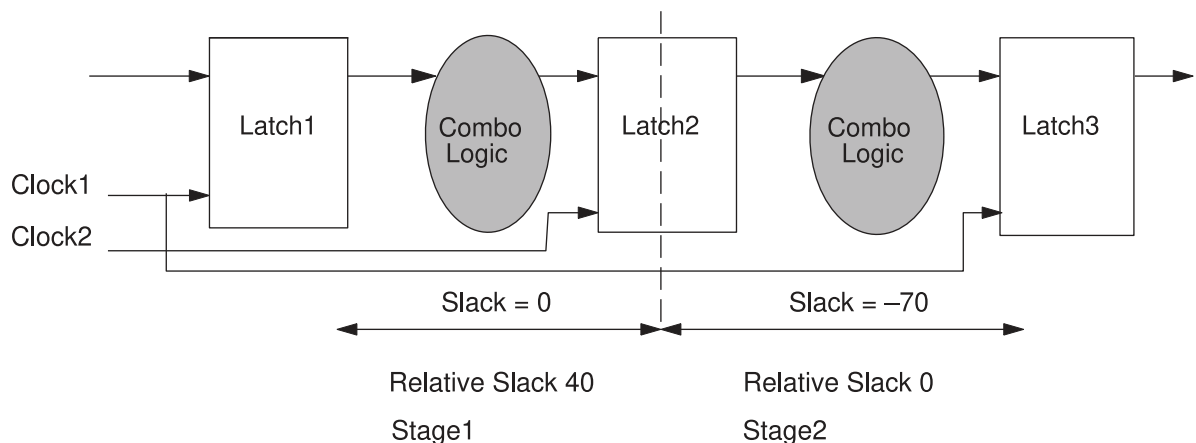 Latch1
Combo
Logic
Latch2
Combo
Logic
Latch3
Clock1
Clock2
Slack = 0
Slack = –70
Relative Slack 40
Relative Slack 0
Stage1
Stage2